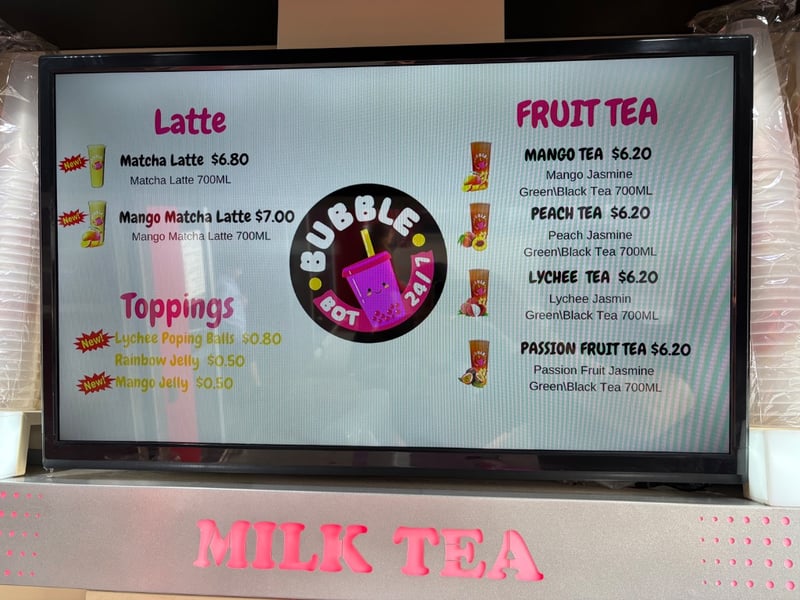 Latte
New!
Matcha Latte $6.80
Matcha Latte 700ML
New!
Mango Matcha Latte $7.00
Mango Matcha Latte 700ML
Toppings
New!
Lychee Poping Balls $0.80
Rainbow Jelly $0.50
New!
Mango Jelly $0.50
BUBBLE
BOT 24/7
FRUIT TEA
MANGO TEA $6.20
Mango Jasmine
Green\Black Tea 700ML
PEACH TEA $6.20
Peach Jasmine
Green\Black Tea 700ML
LYCHEE TEA $6.20
Lychee Jasmin
Green\Black Tea 700ML
PASSION FRUIT TEA $6.20
Passion Fruit Jasmine
Green\Black Tea 700ML
MILK TEA